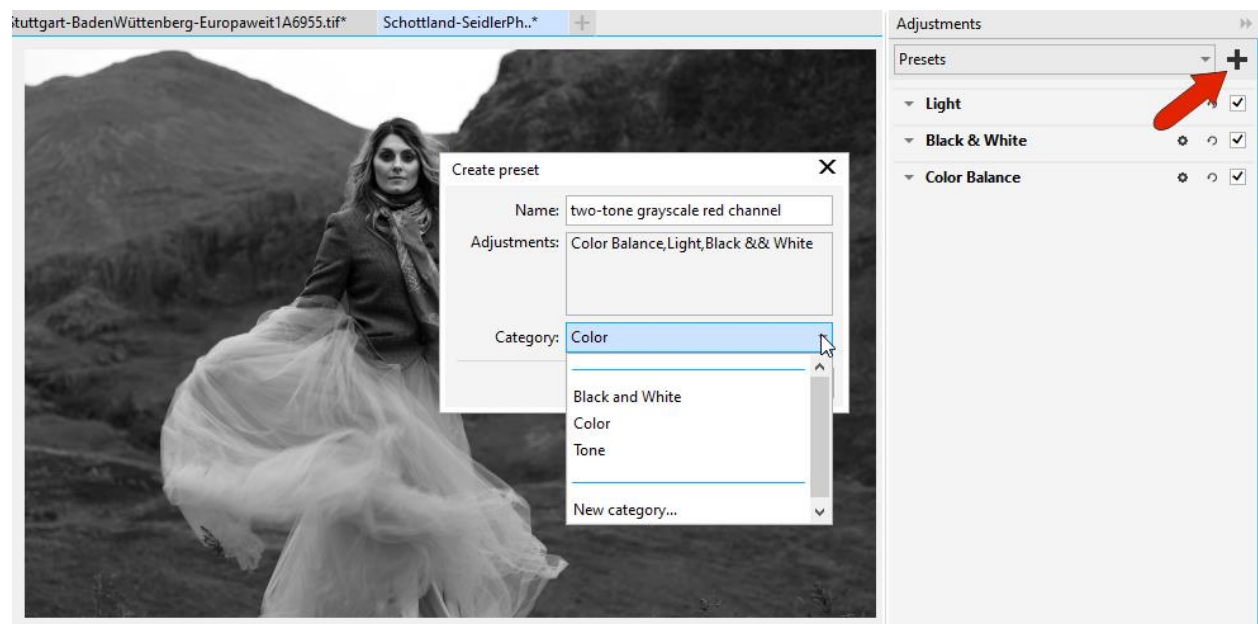 tuttgart-BadenWüttenberg-Europaweit1A6955.tif*
Schottland-SeidlerPh..*
Adjustments
Presets
Light
Black & White
Color Balance
Create preset
Name: two-tone grayscale red channel
Adjustments: Color Balance,Light,Black && White
Category: Color
Black and White
Color
Tone
New category...